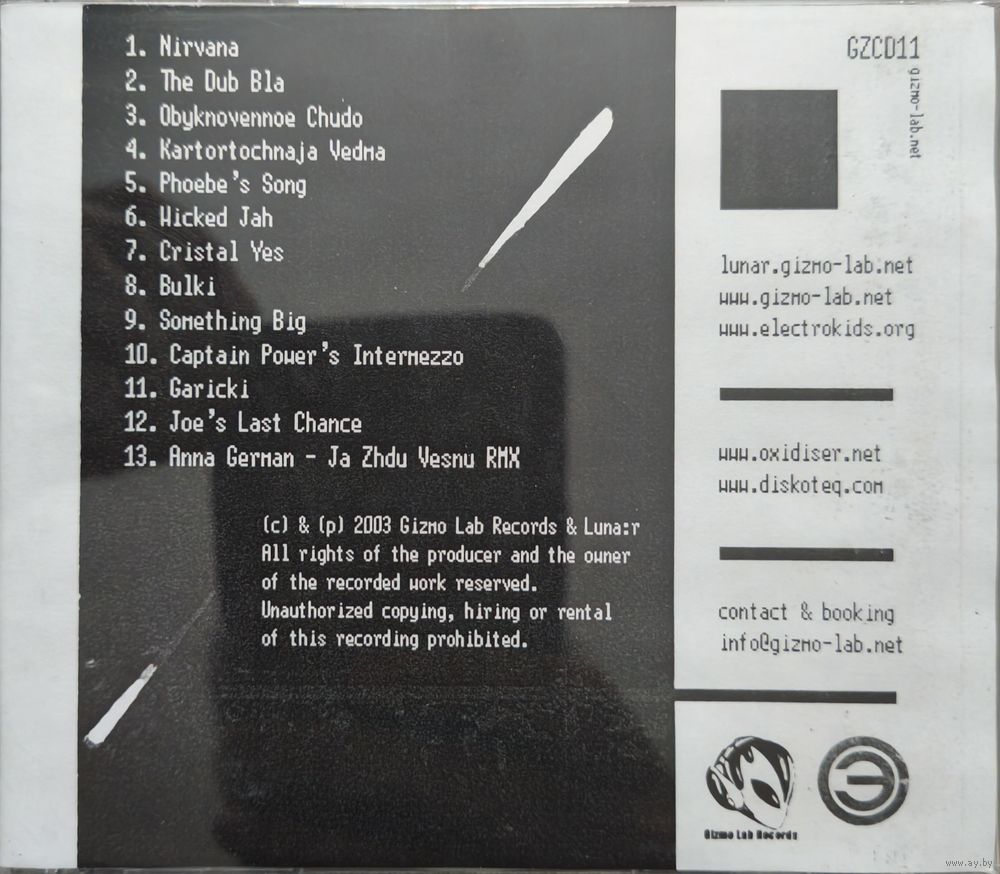 1. Nirvana
2. The Dub Bla
3. Obyknovennoe Chudo
4. Kartortochnaja Vedma
5. Phoebe's Song
6. Wicked Jah
7. Cristal Yes
8. Bulki
9. Something Big
10. Captain Power's Intermezzo
11. Garicki
12. Joe's Last Chance
13. Anna German - Ja Zhdu Vesnu RMX
(c) & (p) 2003 Gizmo Lab Records & Luna:r
All rights of the producer and the owner
of the recorded work reserved.
Unauthorized copying, hiring or rental
of this recording prohibited.
GZCD11
gizmo-lab.net
lunar.gizmo-lab.net
www.gizmo-lab.net
www.electrokids.org
www.oxidiser.net
www.diskoteq.com
contact & booking
info@gizmo-lab.net
Gizmo Lab Records
www.ay.by